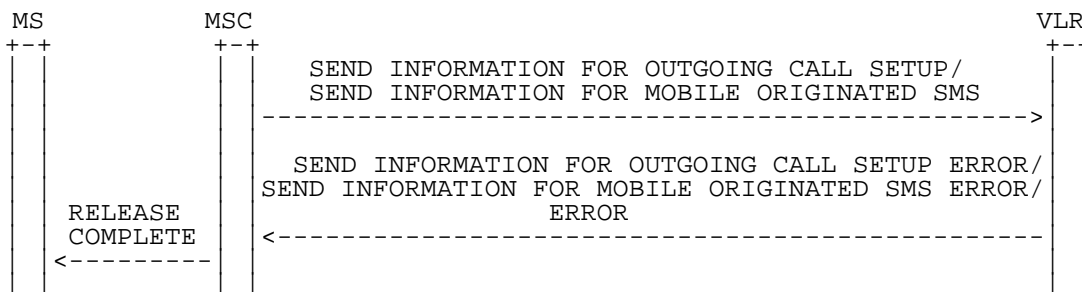 MS MSC VLR
SEND INFORMATION FOR OUTGOING CALL SETUP/
SEND INFORMATION FOR MOBILE ORIGINATED SMS
SEND INFORMATION FOR OUTGOING CALL SETUP ERROR/
SEND INFORMATION FOR MOBILE ORIGINATED SMS ERROR/
RELEASE ERROR
COMPLETE